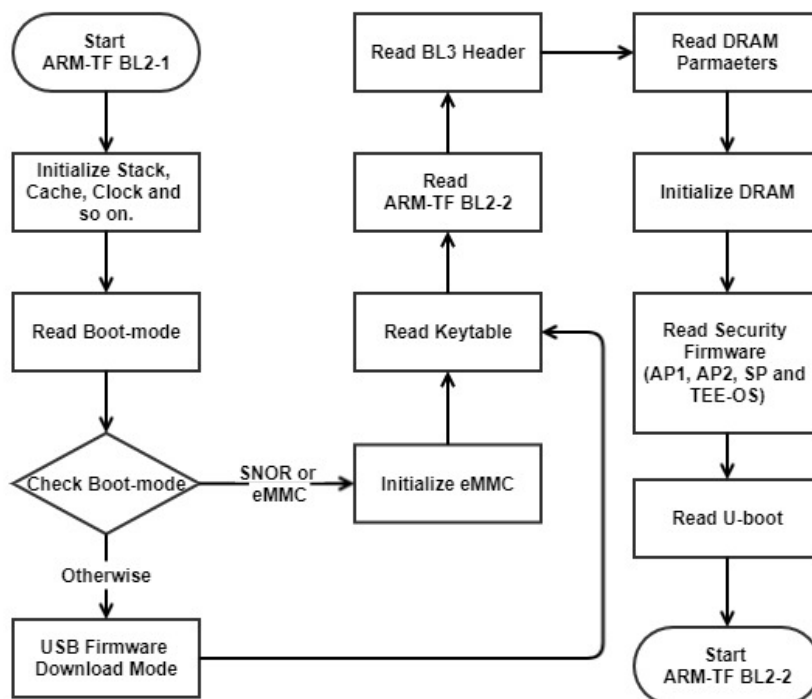 Start
ARM-TF BL2-1
Initialize Stack,
Cache, Clock and
so on.
Read Boot-mode
Check Boot-mode
SNOR or
eMMC
Otherwise
USB Firmware
Download Mode
Initialize eMMC
Read Keytable
Read
ARM-TF BL2-2
Read BL3 Header
Read DRAM
Parmaeters
Initialize DRAM
Read Security
Firmware
(AP1, AP2, SP and
TEE-OS)
Read U-boot
Start
ARM-TF BL2-2